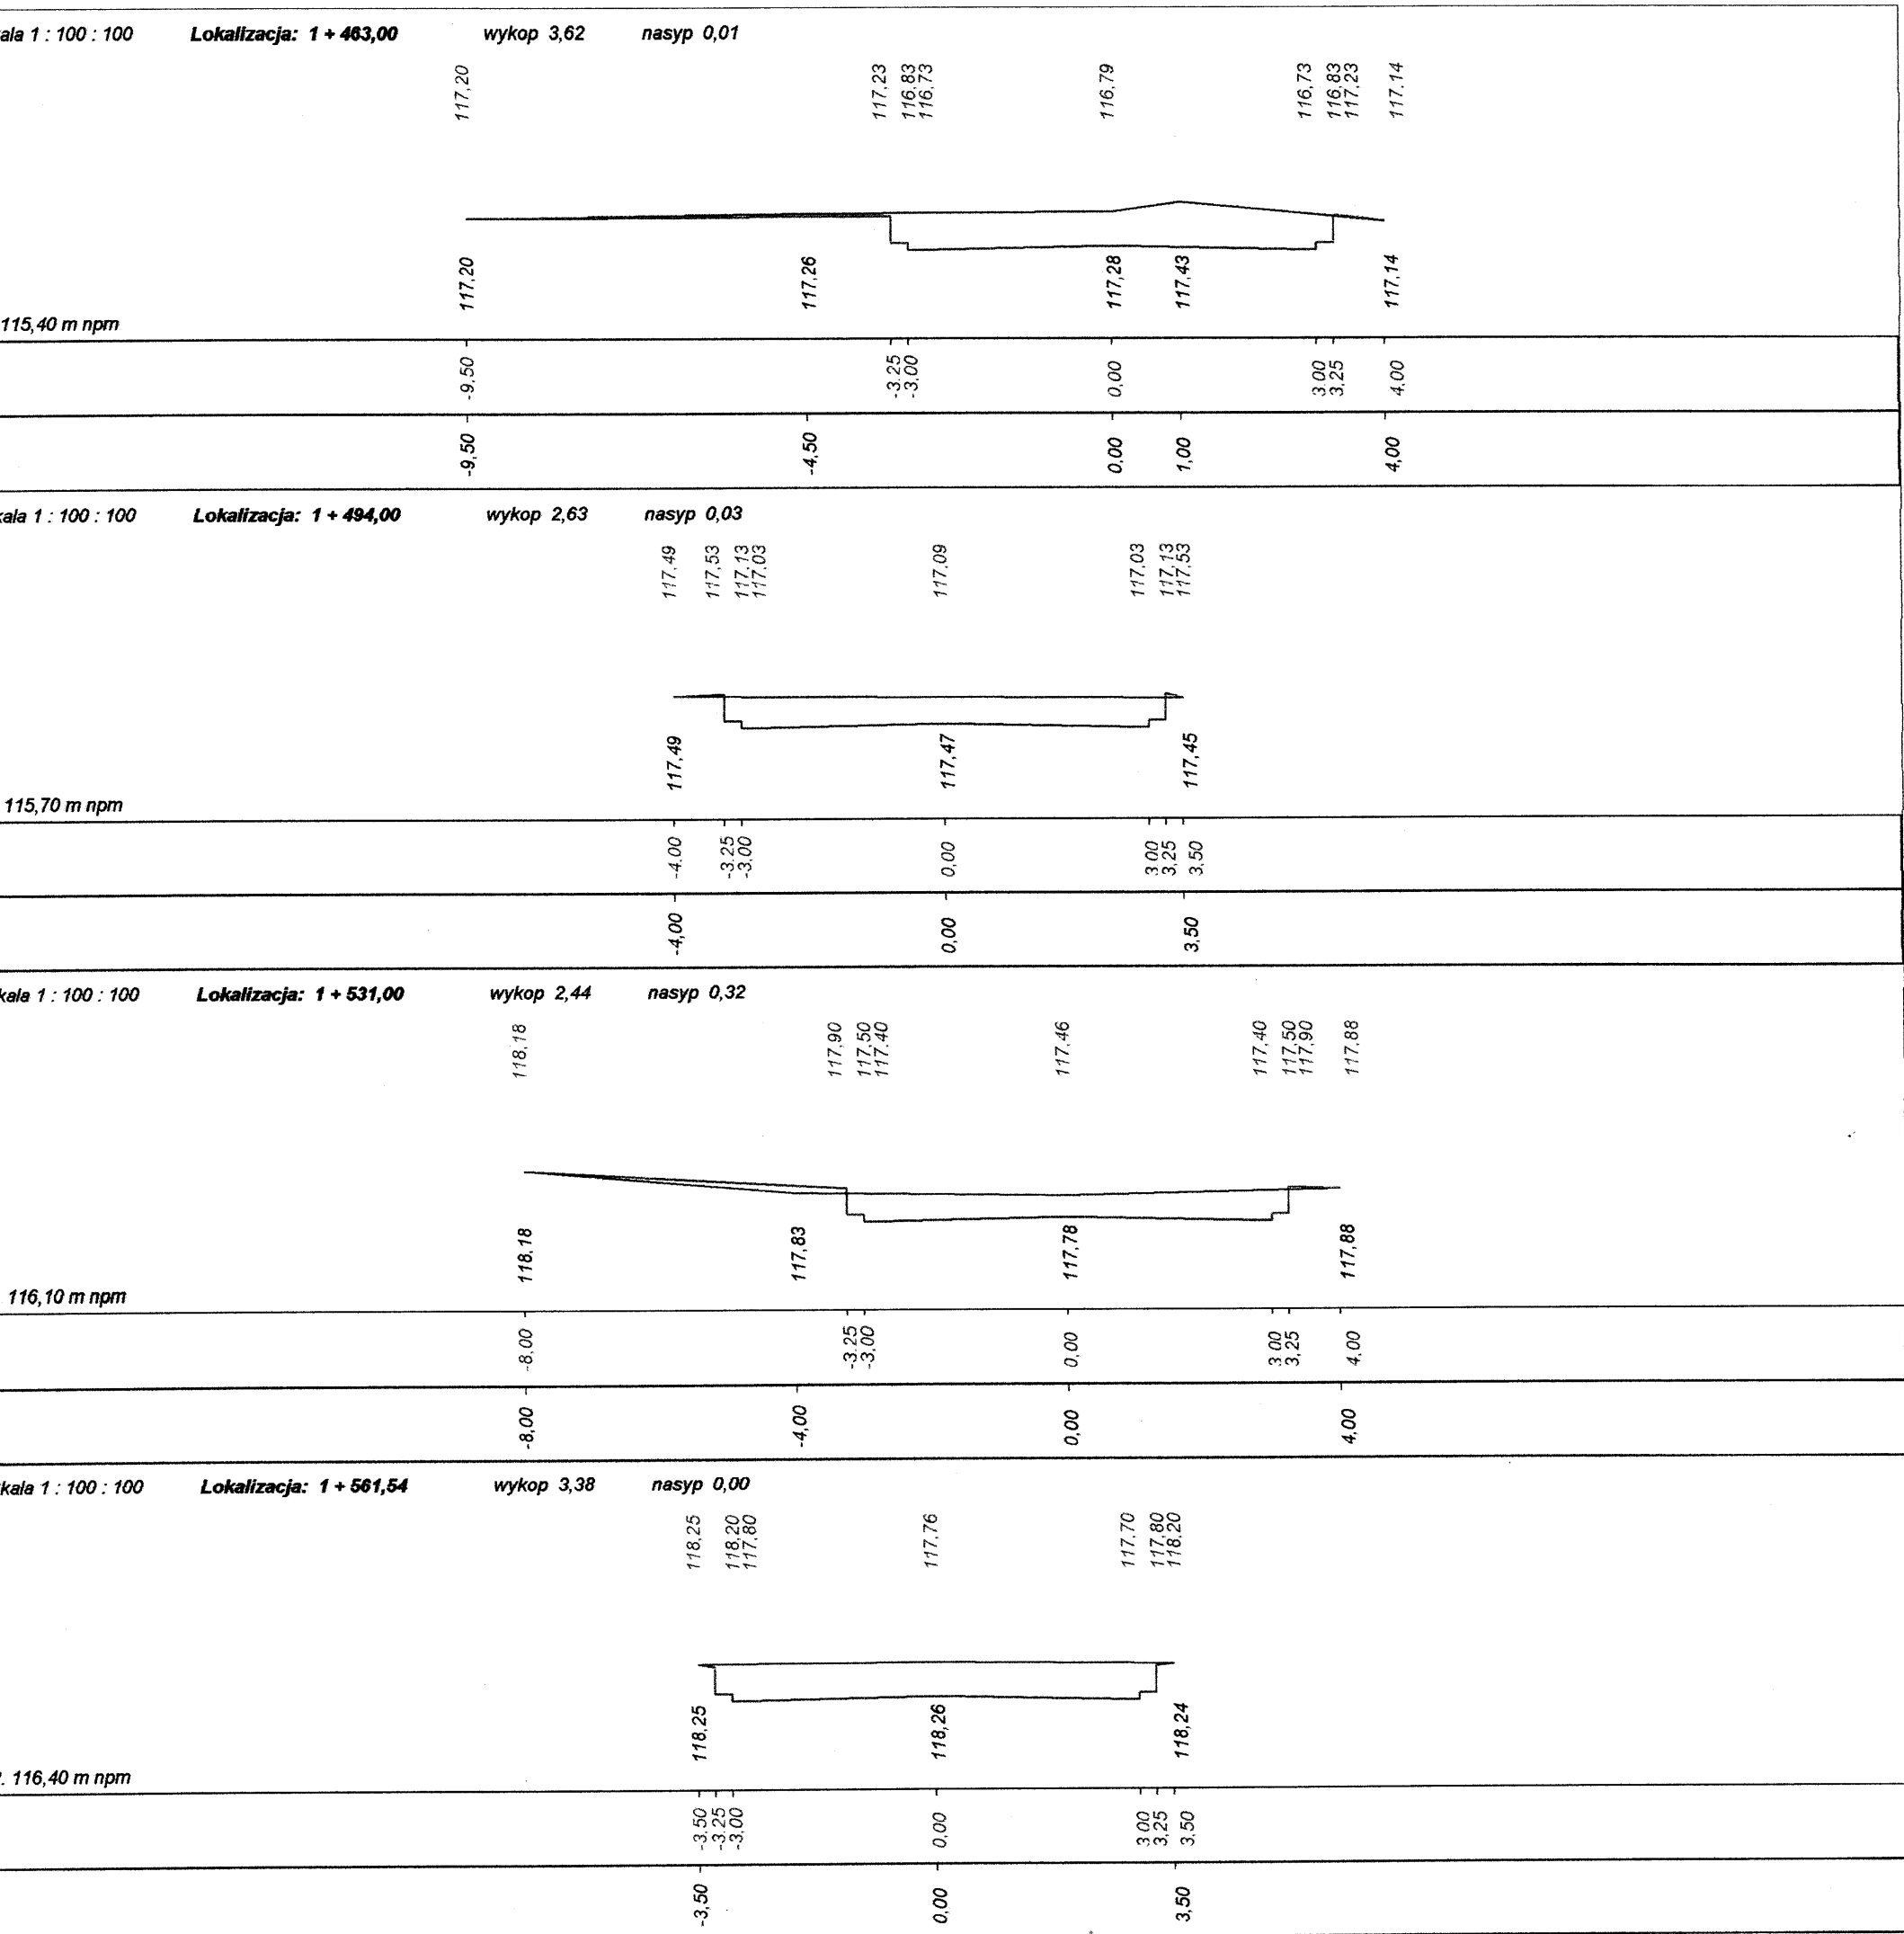 ala 1 : 100 : 100 Lokalizacja: 1 + 463,00 wykop 3,62 nasyp 0,01
117,20 117,23 116,83 116,73 116,79 116,73 116,83 117,23 117,14
117,20 117,26 117,28 117,43 117,14
115,40 m npm
-9,50 -3,25 -3,00 0,00 3,00 3,25 4,00
-9,50 -4,50 0,00 1,00 4,00
kala 1 : 100 : 100 Lokalizacja: 1 + 494,00 wykop 2,63 nasyp 0,03
117,49 117,53 117,13 117,03 117,09 117,03 117,13 117,53
117,49 117,47 117,45
115,70 m npm
-4,00 -3,25 -3,00 0,00 3,00 3,25 3,50
-4,00 0,00 3,50
kala 1 : 100 : 100 Lokalizacja: 1 + 531,00 wykop 2,44 nasyp 0,32
118,18 117,90 117,50 117,40 117,46 117,40 117,50 117,90 117,88
118,18 117,83 117,78 117,88
116,10 m npm
-8,00 -3,25 -3,00 0,00 3,00 3,25 4,00
-8,00 -4,00 0,00 4,00
kala 1 : 100 : 100 Lokalizacja: 1 + 561,54 wykop 3,38 nasyp 0,00
118,25 118,20 117,80 117,76 117,70 117,80 118,20
118,25 118,26 118,24
. 116,40 m npm
-3,50 -3,25 -3,00 0,00 3,00 3,25 3,50
-3,50 0,00 3,50